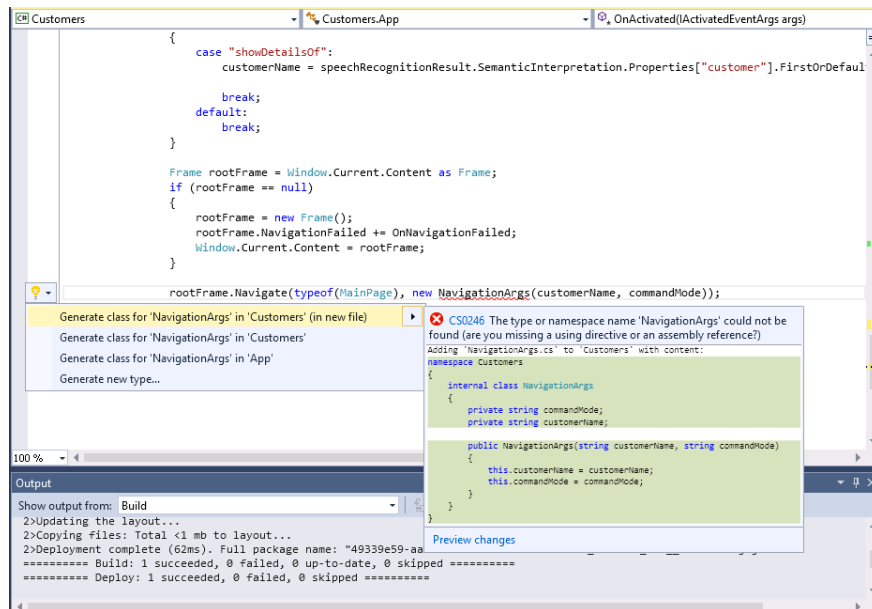 Customers
Customers.App
OnActivated(IActivatedEventArgs args)
{
case "showDetailsOf":
customerName = speechRecognitionResult.SemanticInterpretation.Properties["customer"].FirstOrDefaul
break;
default:
break;
}
Frame rootFrame = Window.Current.Content as Frame;
if (rootFrame == null)
{
rootFrame = new Frame();
rootFrame.NavigationFailed += OnNavigationFailed;
Window.Current.Content = rootFrame;
}
rootFrame.Navigate(typeof(MainPage), new NavigationArgs(customerName, commandMode));
Generate class for 'NavigationArgs' in 'Customers' (in new file)
Generate class for 'NavigationArgs' in 'Customers'
Generate class for 'NavigationArgs' in 'App'
Generate new type...
CS0246 The type or namespace name 'NavigationArgs' could not be
found (are you missing a using directive or an assembly reference?)
Adding 'NavigationArgs.cs' to 'Customers' with content:
namespace Customers
{
internal class NavigationArgs
{
private string commandMode;
private string customerName;
public NavigationArgs(string customerName, string commandMode)
{
this.customerName = customerName;
this.commandMode = commandMode;
}
}
}
Preview changes
100 %
Output
Show output from: Build
2>Updating the layout...
2>Copying files: Total <1 mb to layout...
2>Deployment complete (62ms). Full package name: "49339e59-aa
========== Build: 1 succeeded, 0 failed, 0 up-to-date, 0 skipped ==========
========== Deploy: 1 succeeded, 0 failed, 0 skipped ==========